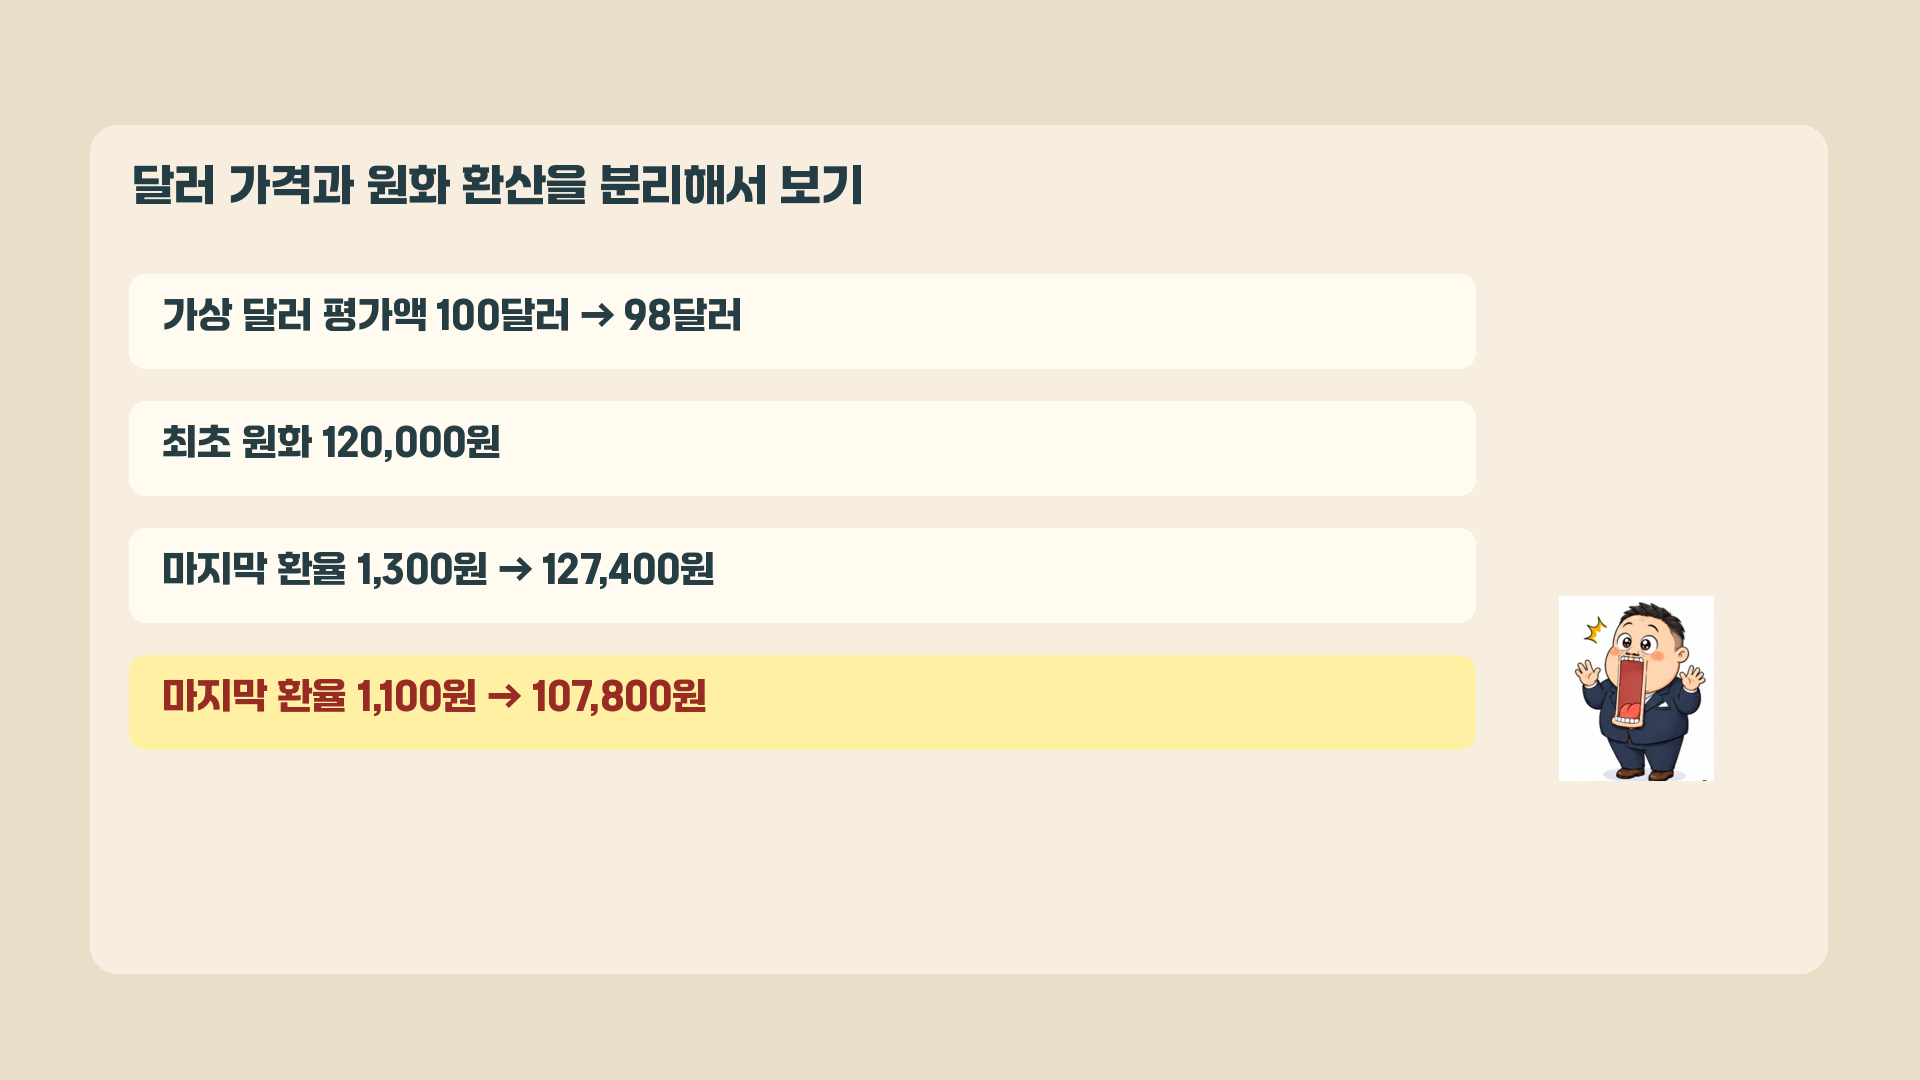 달러 가격과 원화 환산을 분리해서 보기
가상 달러 평가액 100달러 → 98달러
최초 원화 120,000원
마지막 환율 1,300원 → 127,400원
마지막 환율 1,100원 → 107,800원